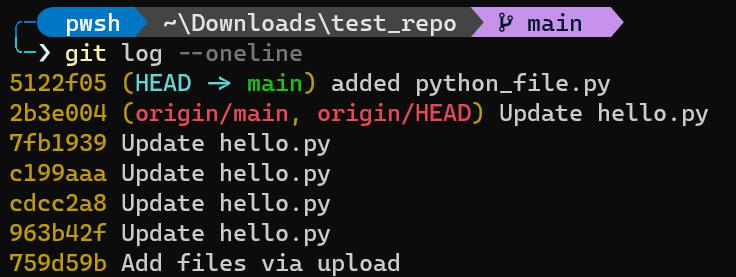 pwsh ~\Downloads\test_repo main
❯ git log --oneline
5122f05 (HEAD -> main) added python_file.py
2b3e004 (origin/main, origin/HEAD) Update hello.py
7fb1939 Update hello.py
c199aaa Update hello.py
cdcc2a8 Update hello.py
963b42f Update hello.py
759d59b Add files via upload